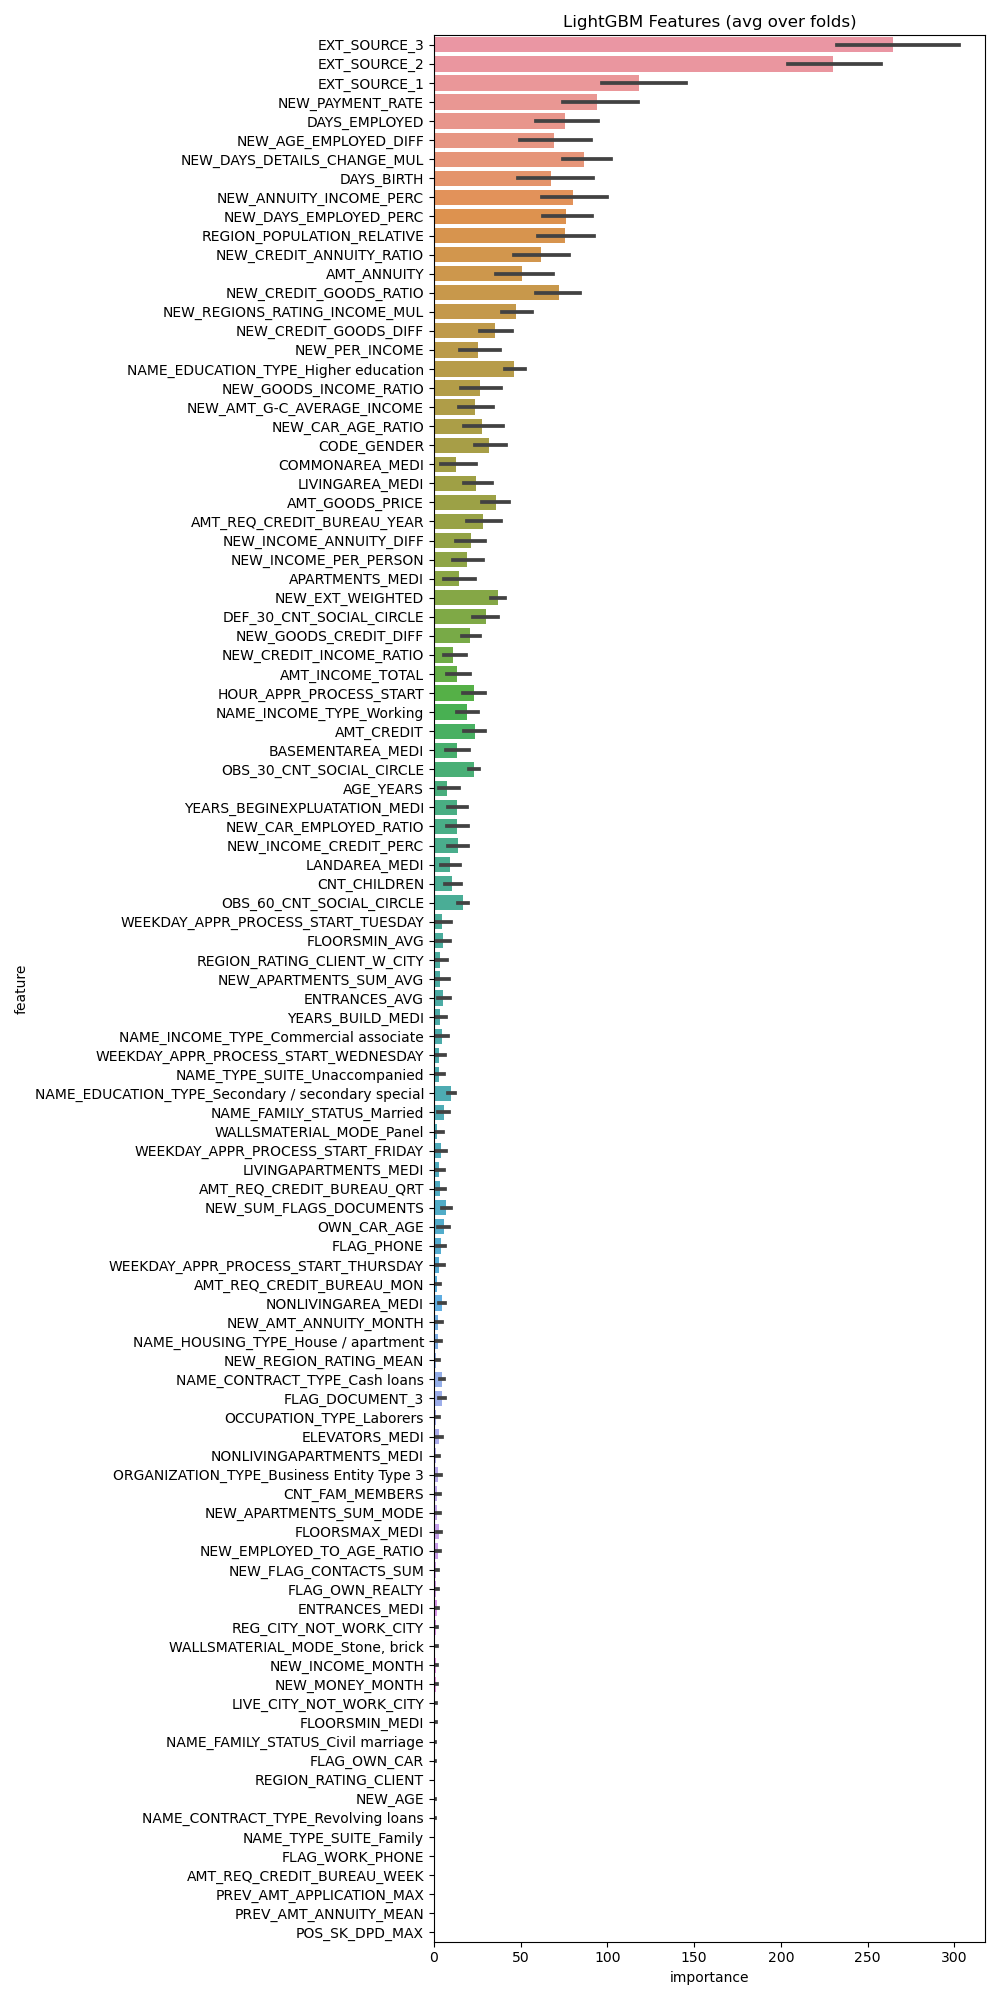 LightGBM Features (avg over folds)
EXT_SOURCE_3
EXT_SOURCE_2
EXT_SOURCE_1
NEW_PAYMENT_RATE
DAYS_EMPLOYED
NEW_AGE_EMPLOYED_DIFF
NEW_DAYS_DETAILS_CHANGE_MUL
DAYS_BIRTH
NEW_ANNUITY_INCOME_PERC
NEW_DAYS_EMPLOYED_PERC
REGION_POPULATION_RELATIVE
NEW_CREDIT_ANNUITY_RATIO
AMT_ANNUITY
NEW_CREDIT_GOODS_RATIO
NEW_REGIONS_RATING_INCOME_MUL
NEW_CREDIT_GOODS_DIFF
NEW_PER_INCOME
NAME_EDUCATION_TYPE_Higher education
NEW_GOODS_INCOME_RATIO
NEW_AMT_G-C_AVERAGE_INCOME
NEW_CAR_AGE_RATIO
CODE_GENDER
COMMONAREA_MEDI
LIVINGAREA_MEDI
AMT_GOODS_PRICE
AMT_REQ_CREDIT_BUREAU_YEAR
NEW_INCOME_ANNUITY_DIFF
NEW_INCOME_PER_PERSON
APARTMENTS_MEDI
NEW_EXT_WEIGHTED
DEF_30_CNT_SOCIAL_CIRCLE
NEW_GOODS_CREDIT_DIFF
NEW_CREDIT_INCOME_RATIO
AMT_INCOME_TOTAL
HOUR_APPR_PROCESS_START
NAME_INCOME_TYPE_Working
AMT_CREDIT
BASEMENTAREA_MEDI
OBS_30_CNT_SOCIAL_CIRCLE
AGE_YEARS
YEARS_BEGINEXPLUATATION_MEDI
NEW_CAR_EMPLOYED_RATIO
NEW_INCOME_CREDIT_PERC
LANDAREA_MEDI
CNT_CHILDREN
OBS_60_CNT_SOCIAL_CIRCLE
WEEKDAY_APPR_PROCESS_START_TUESDAY
FLOORSMIN_AVG
REGION_RATING_CLIENT_W_CITY
NEW_APARTMENTS_SUM_AVG
ENTRANCES_AVG
YEARS_BUILD_MEDI
NAME_INCOME_TYPE_Commercial associate
WEEKDAY_APPR_PROCESS_START_WEDNESDAY
NAME_TYPE_SUITE_Unaccompanied
NAME_EDUCATION_TYPE_Secondary / secondary special
NAME_FAMILY_STATUS_Married
WALLSMATERIAL_MODE_Panel
WEEKDAY_APPR_PROCESS_START_FRIDAY
LIVINGAPARTMENTS_MEDI
AMT_REQ_CREDIT_BUREAU_QRT
NEW_SUM_FLAGS_DOCUMENTS
OWN_CAR_AGE
FLAG_PHONE
WEEKDAY_APPR_PROCESS_START_THURSDAY
AMT_REQ_CREDIT_BUREAU_MON
NONLIVINGAREA_MEDI
NEW_AMT_ANNUITY_MONTH
NAME_HOUSING_TYPE_House / apartment
NEW_REGION_RATING_MEAN
NAME_CONTRACT_TYPE_Cash loans
FLAG_DOCUMENT_3
OCCUPATION_TYPE_Laborers
ELEVATORS_MEDI
NONLIVINGAPARTMENTS_MEDI
ORGANIZATION_TYPE_Business Entity Type 3
CNT_FAM_MEMBERS
NEW_APARTMENTS_SUM_MODE
FLOORSMAX_MEDI
NEW_EMPLOYED_TO_AGE_RATIO
NEW_FLAG_CONTACTS_SUM
FLAG_OWN_REALTY
ENTRANCES_MEDI
REG_CITY_NOT_WORK_CITY
WALLSMATERIAL_MODE_Stone, brick
NEW_INCOME_MONTH
NEW_MONEY_MONTH
LIVE_CITY_NOT_WORK_CITY
FLOORSMIN_MEDI
NAME_FAMILY_STATUS_Civil marriage
FLAG_OWN_CAR
REGION_RATING_CLIENT
NEW_AGE
NAME_CONTRACT_TYPE_Revolving loans
NAME_TYPE_SUITE_Family
FLAG_WORK_PHONE
AMT_REQ_CREDIT_BUREAU_WEEK
PREV_AMT_APPLICATION_MAX
PREV_AMT_ANNUITY_MEAN
POS_SK_DPD_MAX
feature
0 50 100 150 200 250 300
importance